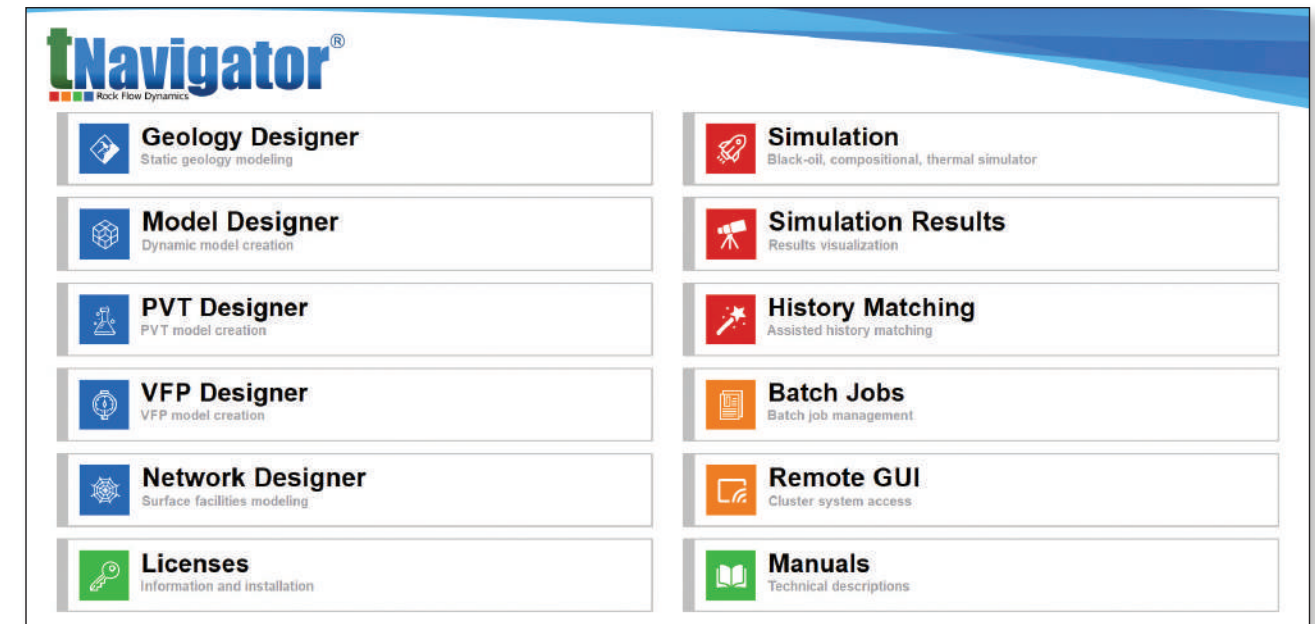 tNavigator®
Rock Flow Dynamics
Geology Designer
Static geology modeling
Model Designer
Dynamic model creation
PVT Designer
PVT model creation
VFP Designer
VFP model creation
Network Designer
Surface facilities modeling
Licenses
Information and installation
Simulation
Black-oil, compositional, thermal simulator
Simulation Results
Results visualization
History Matching
Assisted history matching
Batch Jobs
Batch job management
Remote GUI
Cluster system access
Manuals
Technical descriptions